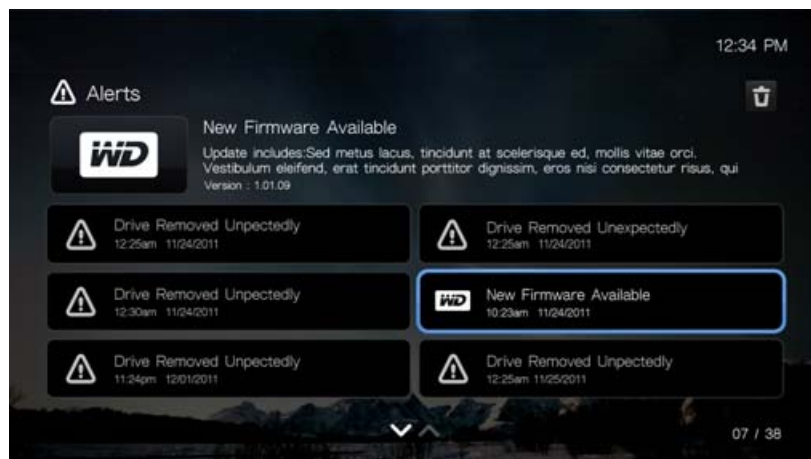 12:34 PM
Alerts
WD
New Firmware Available
Update includes:Sed metus lacus, tincidunt at scelerisque ed, mollis vitae orci.
Vestibulum eleifend, erat tincidunt porttitor dignissim, eros nisi consectetur risus, qui
Version : 1.01.09
Drive Removed Unpectedly
12:25am 11/24/2011
Drive Removed Unexpectedly
12:25am 11/24/2011
Drive Removed Unpectedly
12:30am 11/24/2011
WD
New Firmware Available
10:23am 11/24/2011
Drive Removed Unpectedly
11:24pm 12/01/2011
Drive Removed Unpectedly
12:25am 11/25/2011
07 / 38